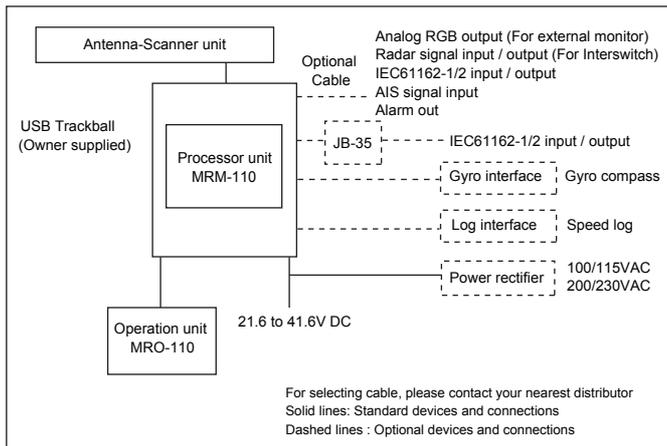 Antenna-Scanner unit
Optional
Cable
Analog RGB output (For external monitor)
Radar signal input / output (For Interswitch)
IEC61162-1/2 input / output
AIS signal input
Alarm out
USB Trackball
(Owner supplied)
Processor unit
MRM-110
JB-35
IEC61162-1/2 input / output
Gyro interface
Gyro compass
Log interface
Speed log
Power rectifier
100/115VAC
200/230VAC
Operation unit
MRO-110
21.6 to 41.6V DC
For selecting cable, please contact your nearest distributor
Solid lines: Standard devices and connections
Dashed lines : Optional devices and connections